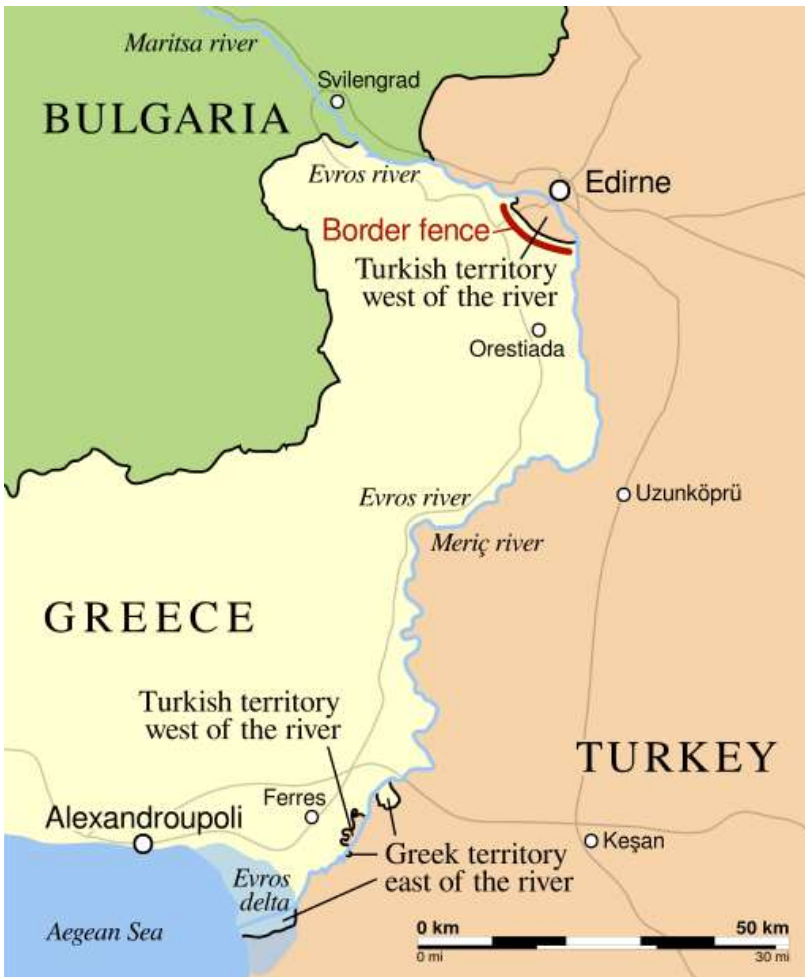 Maritsa river
Svilengrad
BULGARIA
Evros river
Edirne
Border fence
Turkish territory
west of the river
Orestiada
Evros river
Uzunköprü
Meriç river
GREECE
Turkish territory
west of the river
TURKEY
Ferres
Alexandroupoli
Keşan
Greek territory
east of the river
Evros
delta
Aegean Sea
0 km 50 km
0 mi 30 mi